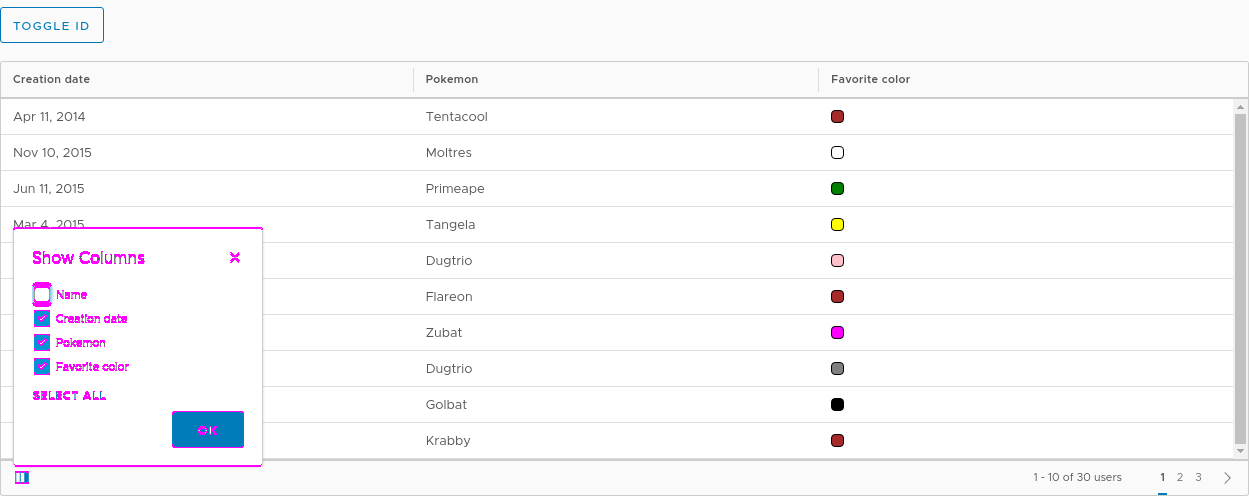 TOGGLE ID
Creation date Pokemon Favorite color
Apr 11, 2014 Tentacool
Nov 10, 2015 Moltres
Jun 11, 2015 Primeape
Mar 4, 2015 Tangela
Dugtrio
Flareon
Zubat
Dugtrio
Golbat
Krabby
Show Columns
Name
Creation date
Pokemon
Favorite color
SELECT ALL
OK
1 - 10 of 30 users 1 2 3